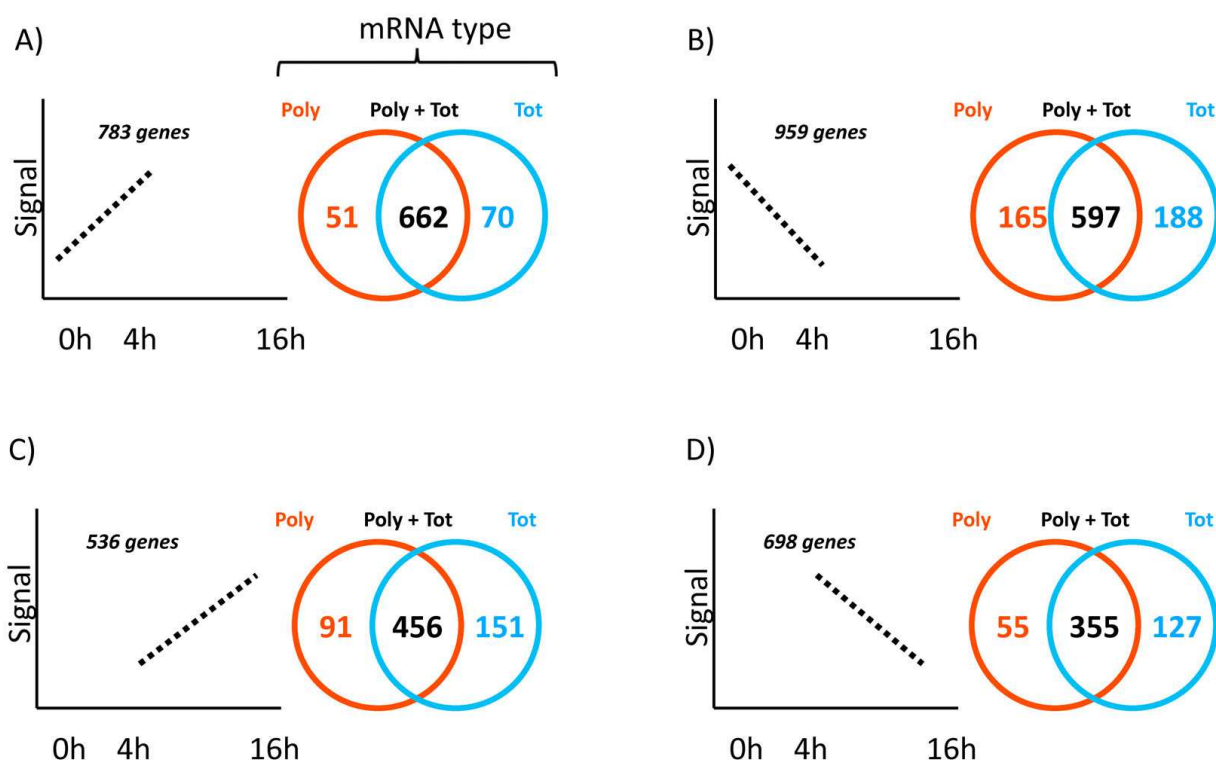 A)
mRNA type
Poly
Poly + Tot
Tot
783 genes
Signal
51
662
70
0h
4h
16h
B)
Poly
Poly + Tot
Tot
959 genes
Signal
165
597
188
0h
4h
16h
C)
Poly
Poly + Tot
Tot
536 genes
Signal
91
456
151
0h
4h
16h
D)
Poly
Poly + Tot
Tot
698 genes
Signal
55
355
127
0h
4h
16h